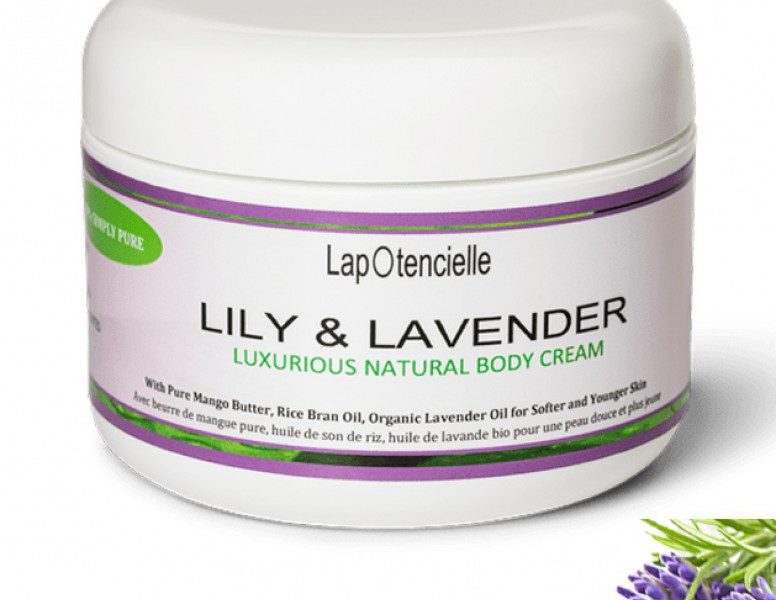 SIMPLY PURE
LapOtencielle
LILY & LAVENDER
LUXURIOUS NATURAL BODY CREAM
With Pure Mango Butter, Rice Bran Oil, Organic Lavender Oil for Softer and Younger Skin
Avec beurre de mangue pure, huile de son de riz, huile de lavande bio pour une peau douce et plus jeune